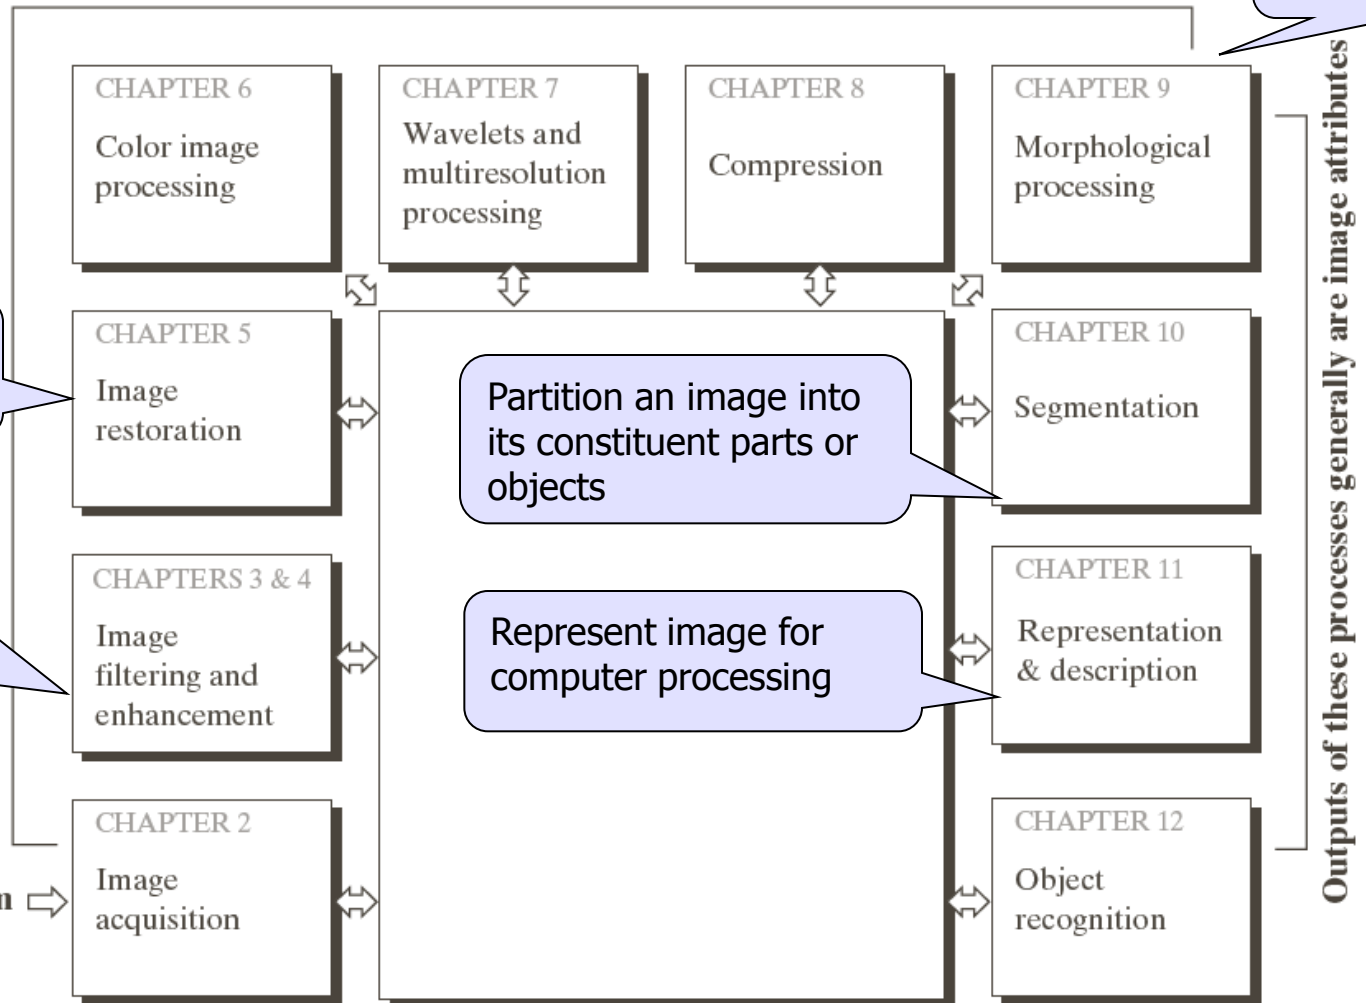 CHAPTER 6
Color image
processing
CHAPTER 7
Wavelets and
multiresolution
processing
CHAPTER 8
Compression
CHAPTER 9
Morphological
processing
CHAPTER 5
Image
restoration
Partition an image into
its constituent parts or
objects
CHAPTER 10
Segmentation
CHAPTERS 3 & 4
Image
filtering and
enhancement
Represent image for
computer processing
CHAPTER 11
Representation
& description
CHAPTER 2
Image
acquisition
CHAPTER 12
Object
recognition
Outputs of these processes generally are image attributes